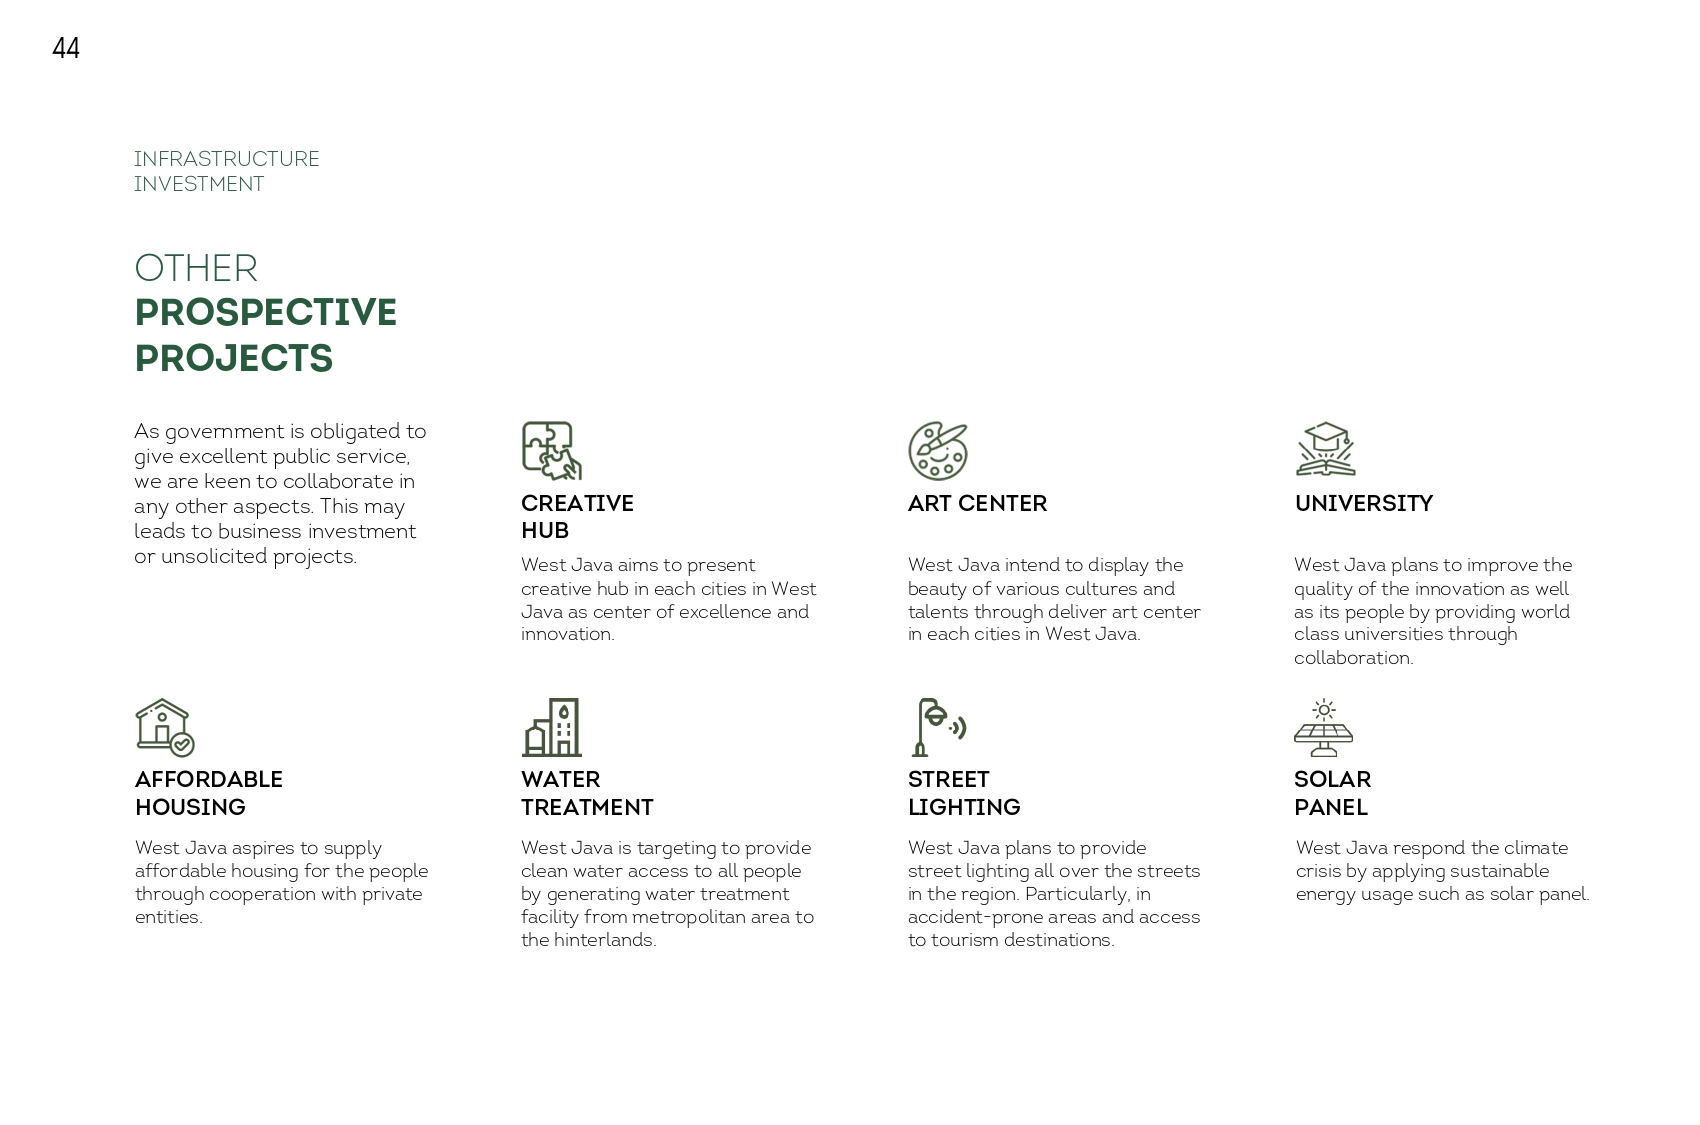 44
INFRASTRUCTURE
INVESTMENT
OTHER
PROSPECTIVE
PROJECTS
As government is obligated to
give excellent public service,
we are keen to collaborate in
any other aspects. This may
leads to business investment
or unsolicited projects.
CREATIVE
HUB
West Java aims to present
creative hub in each cities in West
Java as center of excellence and
innovation.
ART CENTER
West Java intend to display the
beauty of various cultures and
talents through deliver art center
in each cities in West Java.
UNIVERSITY
West Java plans to improve the
quality of the innovation as well
as its people by providing world
class universities through
collaboration.
AFFORDABLE
HOUSING
West Java aspires to supply
affordable housing for the people
through cooperation with private
entities.
WATER
TREATMENT
West Java is targeting to provide
clean water access to all people
by generating water treatment
facility from metropolitan area to
the hinterlands.
STREET
LIGHTING
West Java plans to provide
street lighting all over the streets
in the region. Particularly, in
accident-prone areas and access
to tourism destinations.
SOLAR
PANEL
West Java respond the climate
crisis by applying sustainable
energy usage such as solar panel.